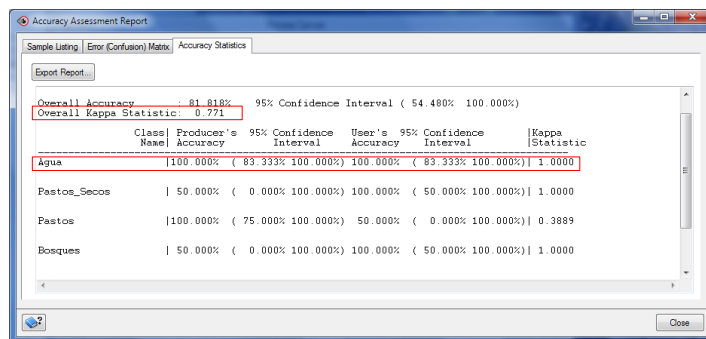 Accuracy Assessment Report
Sample Listing Error (Confusion) Matrix Accuracy Statistics
Export Report...
Overall Accuracy : 81.818% 95% Confidence Interval ( 54.480% 100.000%)
Overall Kappa Statistic: 0.771
Class| Producer's 95% Confidence User's 95% Confidence |Kappa
Name| Accuracy Interval Accuracy Interval |Statistic
Agua |100.000% ( 83.333% 100.000%) 100.000% ( 83.333% 100.000%)| 1.0000
Pastos_Secos | 50.000% ( 0.000% 100.000%) 100.000% ( 50.000% 100.000%)| 1.0000
Pastos |100.000% ( 75.000% 100.000%) 50.000% ( 0.000% 100.000%)| 0.3889
Bosques | 50.000% ( 0.000% 100.000%) 100.000% ( 50.000% 100.000%)| 1.0000
?
Close